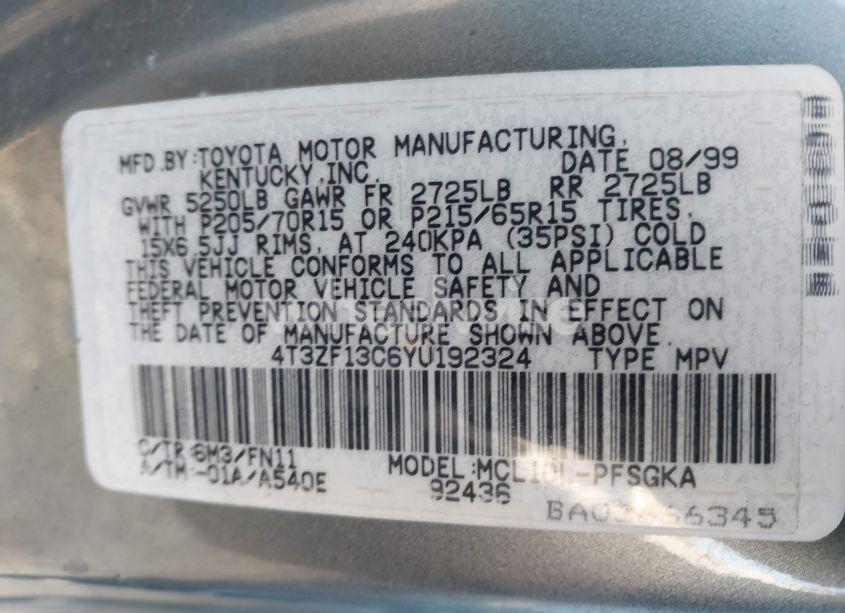 MFD.BY:TOYOTA MOTOR MANUFACTURING,
KENTUCKY,INC. DATE 08/99
GVWR 5250LB GAWR FR 2725LB RR 2725LB
WITH P205/70R15 OR P215/65R15 TIRES,
15X6.5JJ RIMS, AT 240KPA (35PSI) COLD
THIS VEHICLE CONFORMS TO ALL APPLICABLE
FEDERAL MOTOR VEHICLE SAFETY AND
THEFT PREVENTION STANDARDS IN EFFECT ON
THE DATE OF MANUFACTURE SHOWN ABOVE.
4T3ZF13C6YU192324 TYPE MPV
C/TR:6M3/FN11
A/TM-01A/A540E
MODEL:MCL10L-PFSGKA
92436